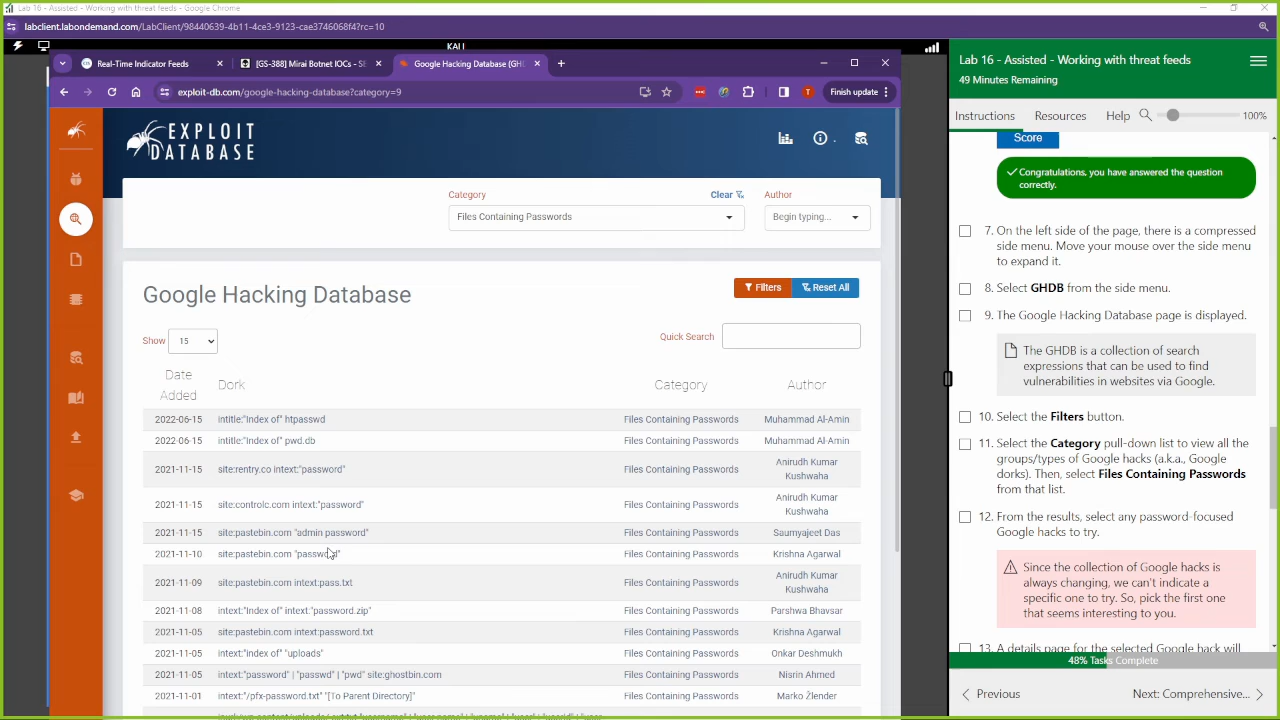 Lab 16 - Assisted - Working with threat feeds - Google Chrome
labclient.labondemand.com/LabClient/98440639-4b11-4ce3-9123-cae3746068f4?rc=10
KALI
Real-Time Indicator Feeds
[GS-388] Mirai Botnet IOCs - SE
Google Hacking Database (GH
exploit-db.com/google-hacking-database?category=9
T
Finish update
EXPLOIT
DATABASE
Category
Clear
Author
Files Containing Passwords
Begin typing...
Google Hacking Database
Filters
Reset All
Show
15
Quick Search
Date Added
Dork
Category
Author
2022-06-15 intitle:"Index of" htpasswd Files Containing Passwords Muhammad Al-Amin
2022-06-15 intitle:"Index of" pwd.db Files Containing Passwords Muhammad Al-Amin
2021-11-15 site:rentry.co intext:"password" Files Containing Passwords Anirudh Kumar Kushwaha
2021-11-15 site:controlc.com intext:"password" Files Containing Passwords Anirudh Kumar Kushwaha
2021-11-15 site:pastebin.com "admin password" Files Containing Passwords Saumyajeet Das
2021-11-10 site:pastebin.com "password" Files Containing Passwords Krishna Agarwal
2021-11-09 site:pastebin.com intext:pass.txt Files Containing Passwords Anirudh Kumar Kushwaha
2021-11-08 intext:"Index of" intext:"password.zip" Files Containing Passwords Parshwa Bhavsar
2021-11-05 site:pastebin.com intext:password.txt Files Containing Passwords Krishna Agarwal
2021-11-05 intext:"Index of" "uploads" Files Containing Passwords Onkar Deshmukh
2021-11-05 intext:"password" | "passwd" | "pwd" site:ghostbin.com Files Containing Passwords Nisrin Ahmed
2021-11-01 intext:"/pfx-password.txt" "[To Parent Directory]" Files Containing Passwords Marko Žlender
Lab 16 - Assisted - Working with threat feeds
49 Minutes Remaining
Instructions
Resources
Help
100%
Score
Congratulations, you have answered the question
correctly.
7. On the left side of the page, there is a compressed
side menu. Move your mouse over the side menu
to expand it.
8. Select GHDB from the side menu.
9. The Google Hacking Database page is displayed.
The GHDB is a collection of search
expressions that can be used to find
vulnerabilities in websites via Google.
10. Select the Filters button.
11. Select the Category pull-down list to view all the
groups/types of Google hacks (a.k.a., Google
dorks). Then, select Files Containing Passwords
from that list.
12. From the results, select any password-focused
Google hacks to try.
Since the collection of Google hacks is
always changing, we can't indicate a
specific one to try. So, pick the first one
that seems interesting to you.
13. A details page for the selected Google hack will
48% Tasks Complete
Previous
Next: Comprehensive...